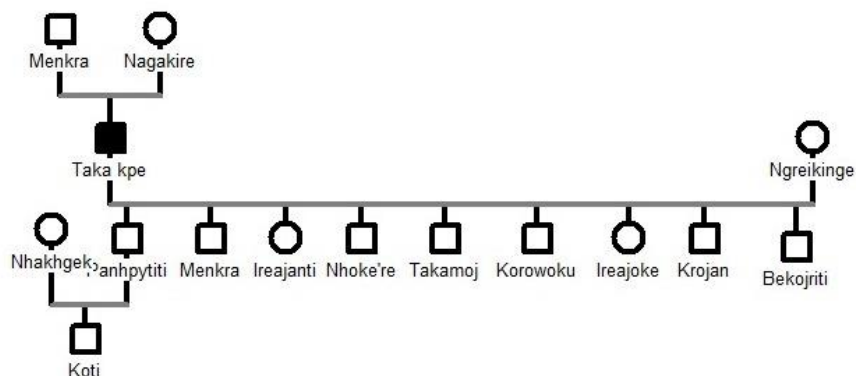 Menkra Nagakire
Taka kpe Ngreikinge
Nhakhgek Panhpytiti Menkra Ireajanti Nhoke're Takamoj Korowoku Ireajoke Krojan Bekojriti
Koti